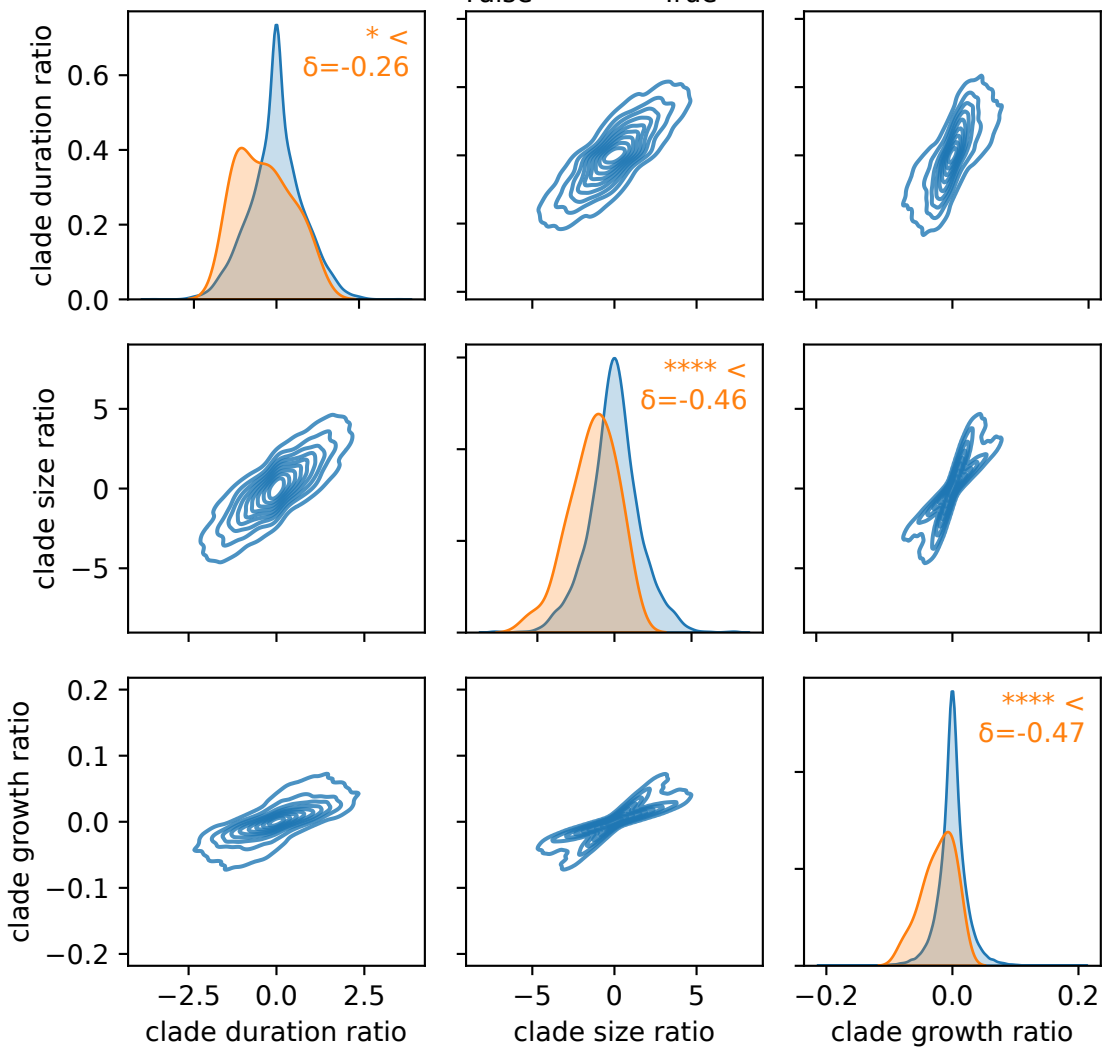 clade duration ratio
0.6
0.4
0.2
0.0
* <
δ=-0.26
clade size ratio
5
0
−5
**** <
δ=-0.46
clade growth ratio
0.2
0.1
0.0
−0.1
−0.2
**** <
δ=-0.47
−2.5 0.0 2.5
−5 0 5
−0.2 0.0 0.2
clade duration ratio
clade size ratio
clade growth ratio